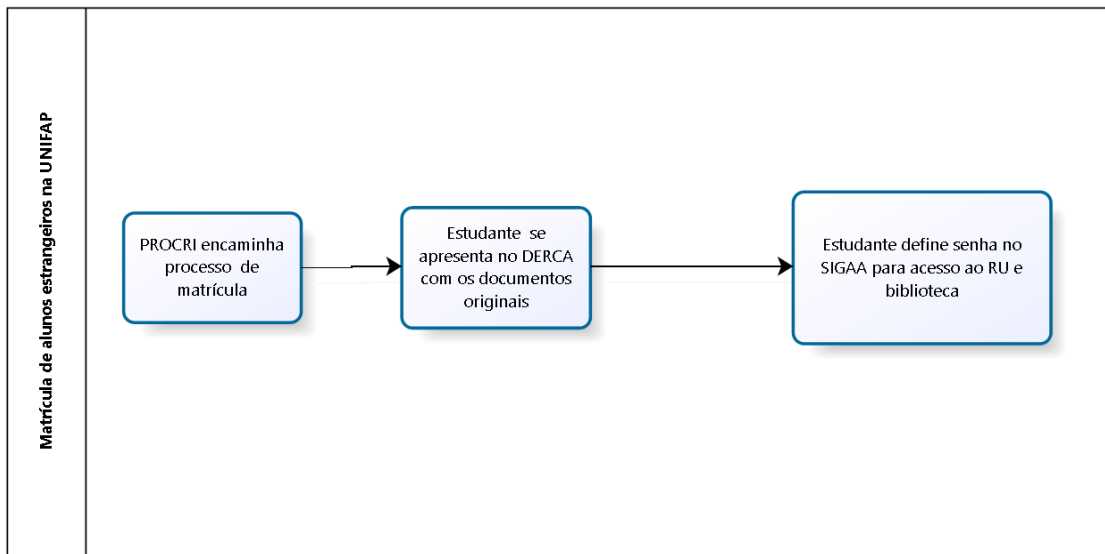 Matrícula de alunos estrangeiros na UNIFAP
PROCRI encaminha
processo de
matrícula
Estudante se
apresenta no DERCA
com os documentos
originais
Estudante define senha no
SIGAA para acesso ao RU e
biblioteca